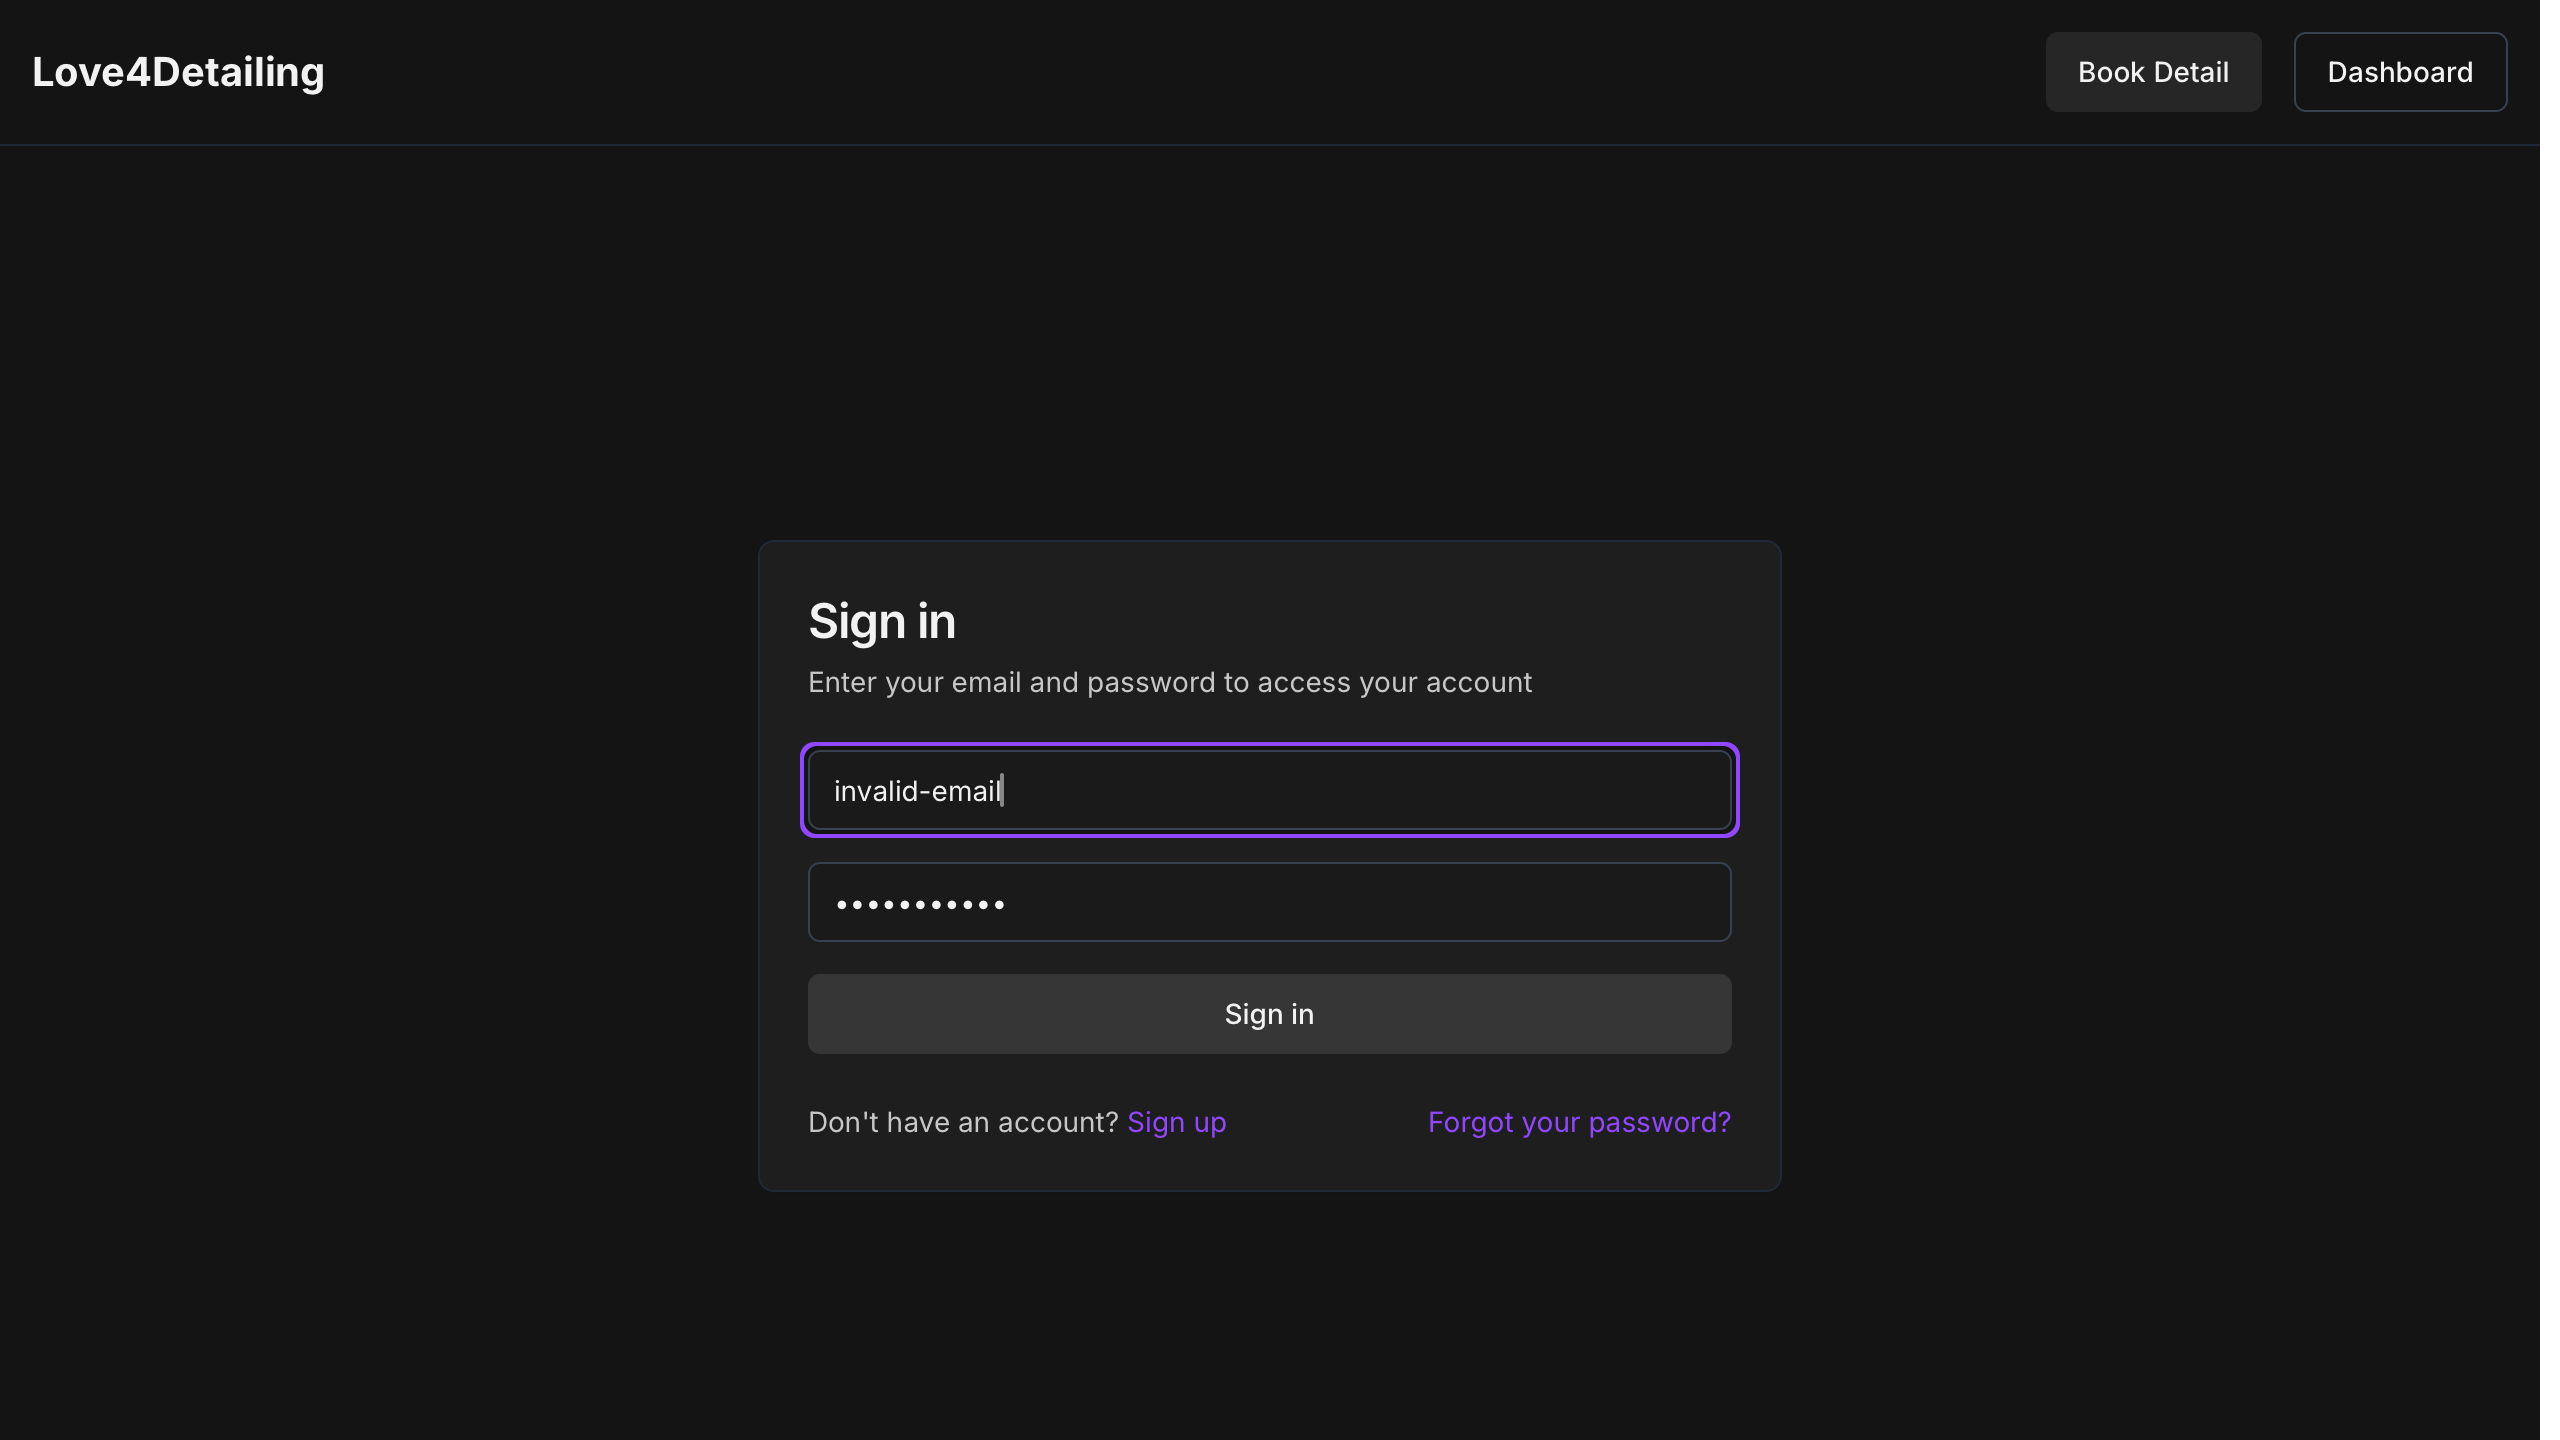 Love4Detailing
Book Detail
Dashboard
Sign in
Enter your email and password to access your account
invalid-email
•••••••••••
Sign in
Don't have an account? Sign up
Forgot your password?